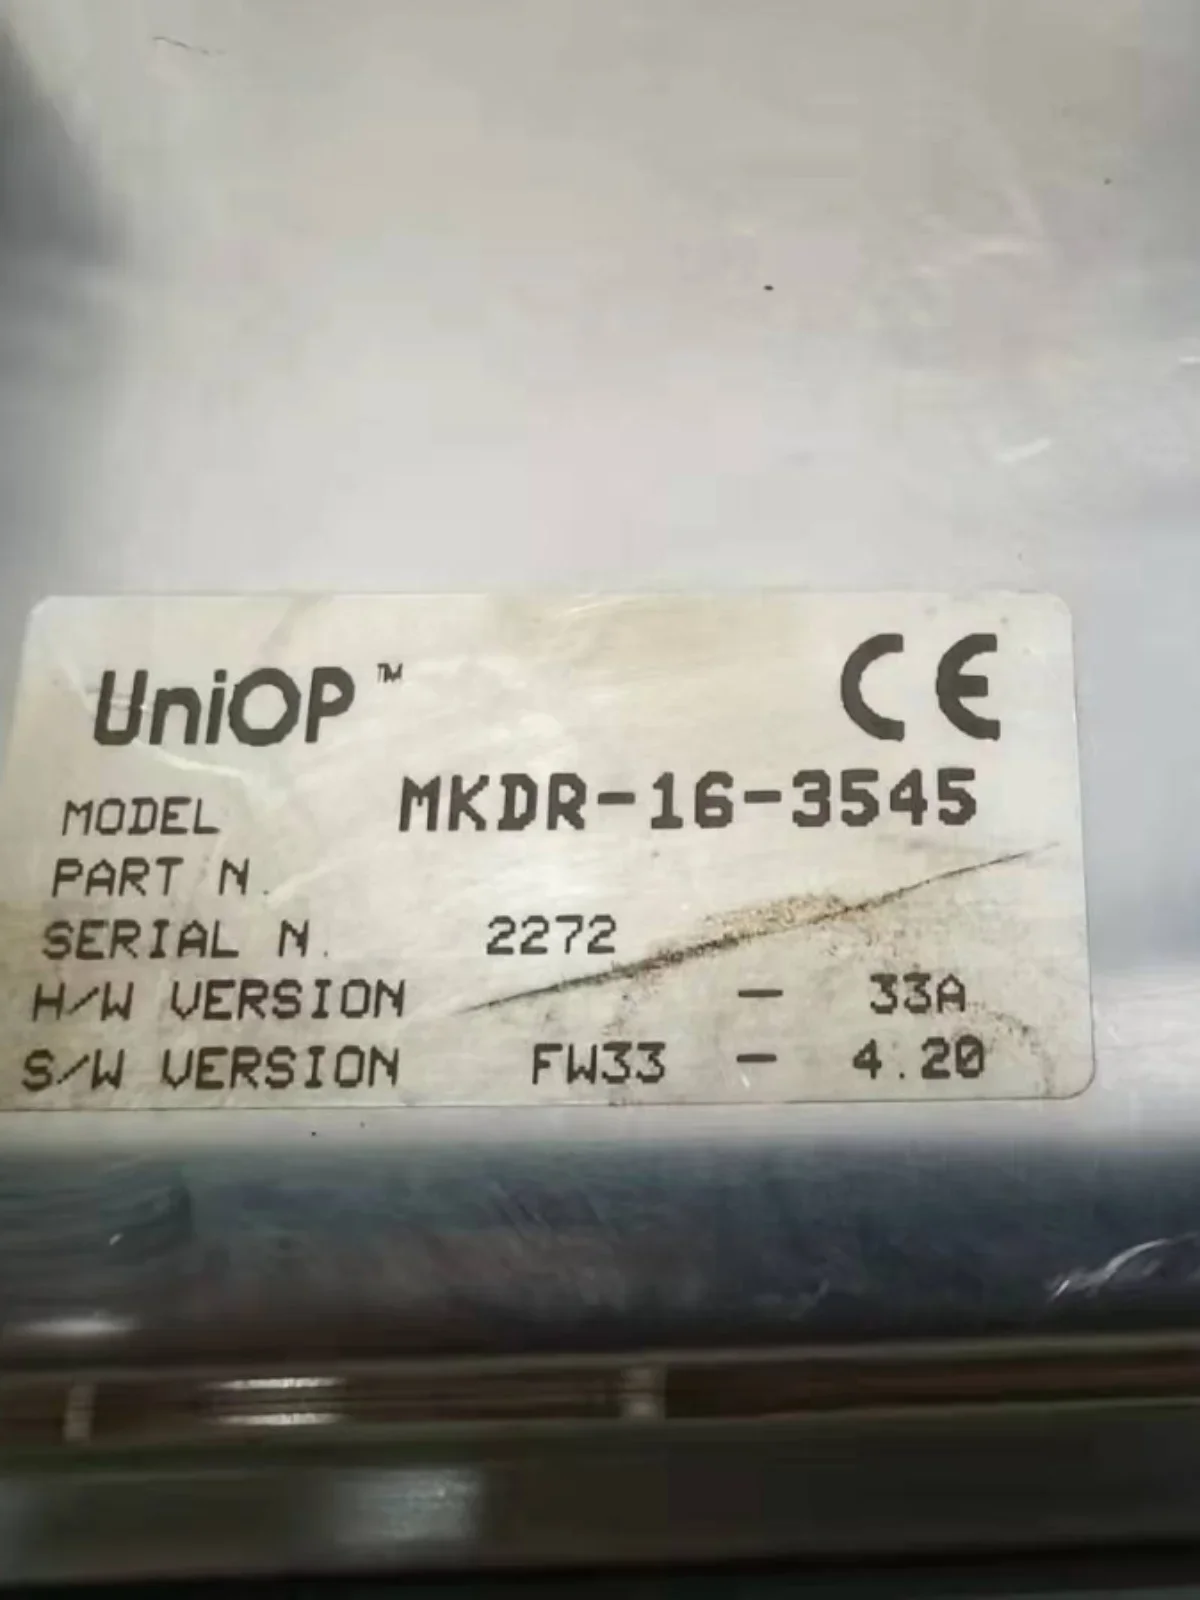 UniOP™ CE
MODEL MKDR-16-3545
PART N.
SERIAL N. 2272
H/W VERSION - 33A
S/W VERSION FW33 - 4.20